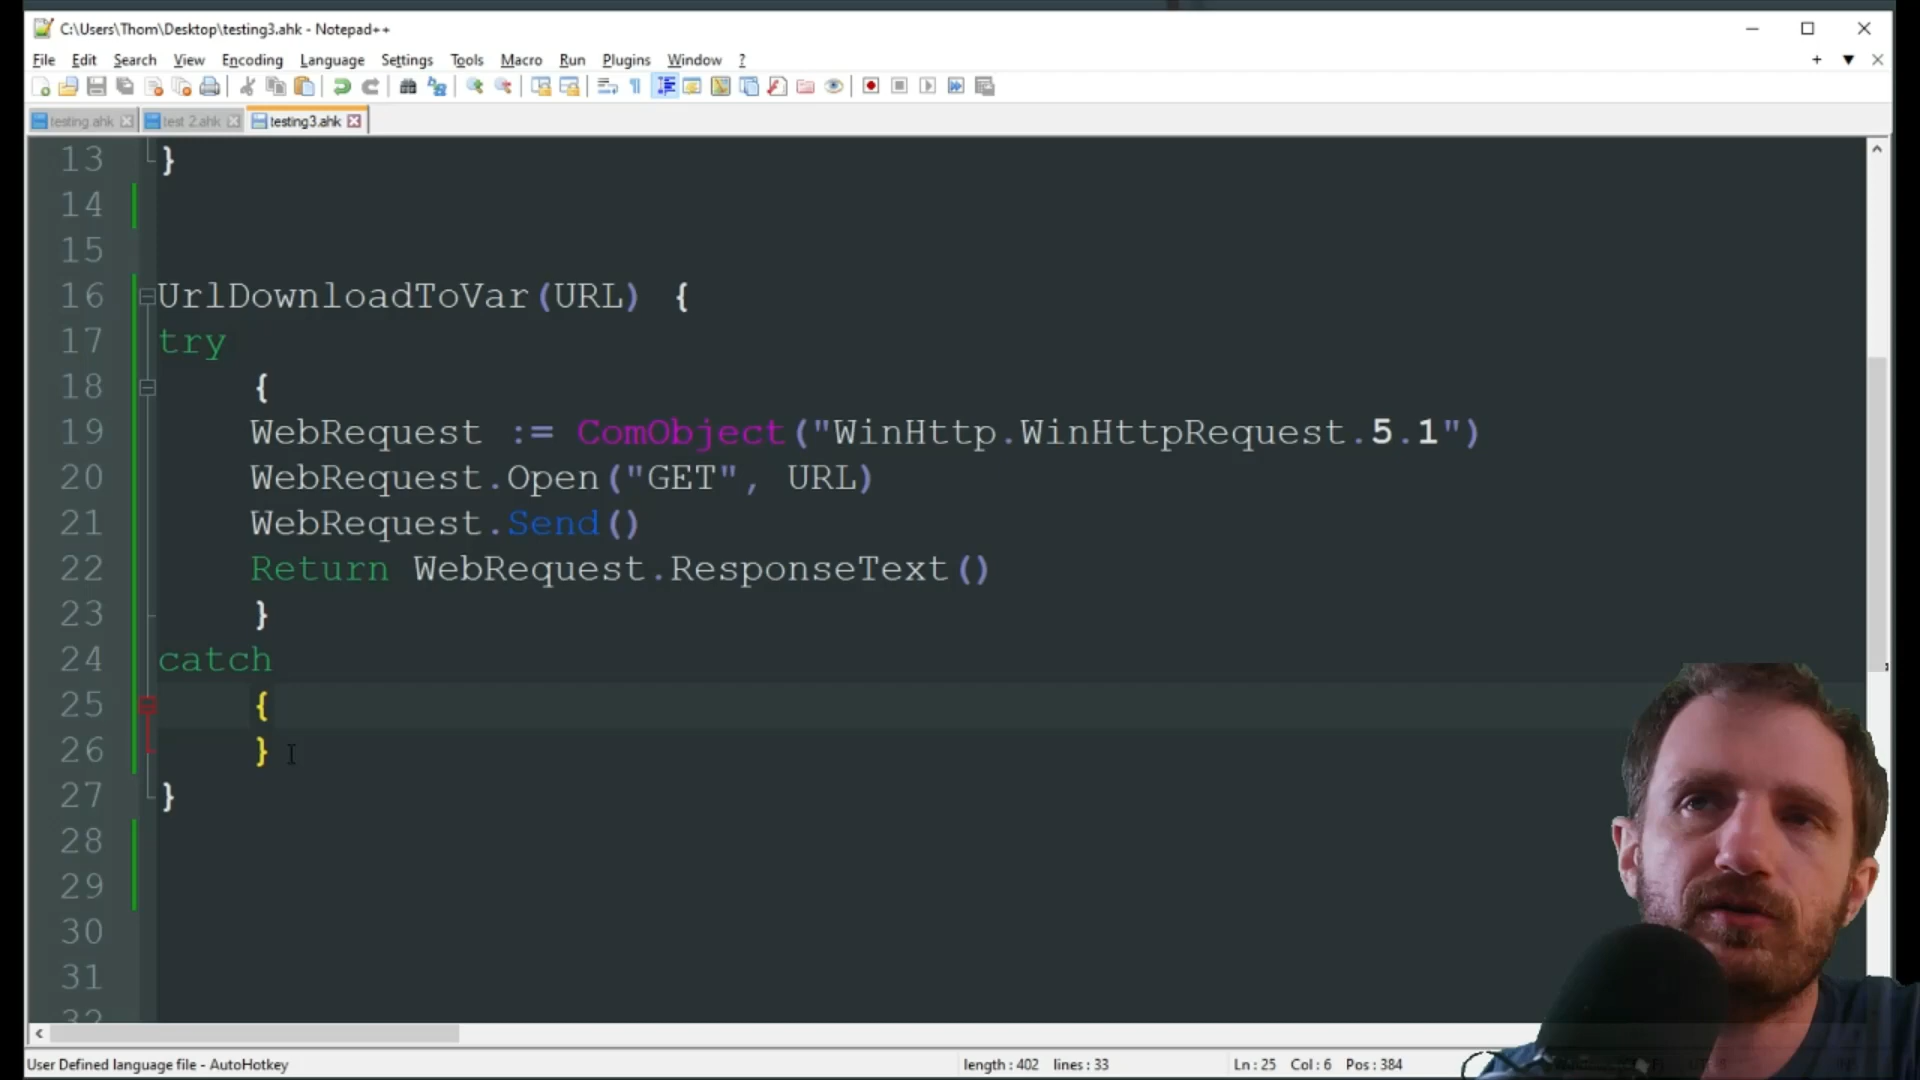 C:\Users\Thom\Desktop\testing3.ahk - Notepad++
File Edit Search View Encoding Language Settings Tools Macro Run Plugins Window ?
testing.ahk test 2.ahk testing3.ahk
13 }
14
15
16 UrlDownloadToVar(URL) {
17 try
18 {
19 WebRequest := ComObject("WinHttp.WinHttpRequest.5.1")
20 WebRequest.Open("GET", URL)
21 WebRequest.Send()
22 Return WebRequest.ResponseText()
23 }
24 catch
25 {
26 }
27 }
28
29
30
31
32
User Defined language file - AutoHotkey length : 402 lines : 33 Ln : 25 Col : 6 Pos : 384